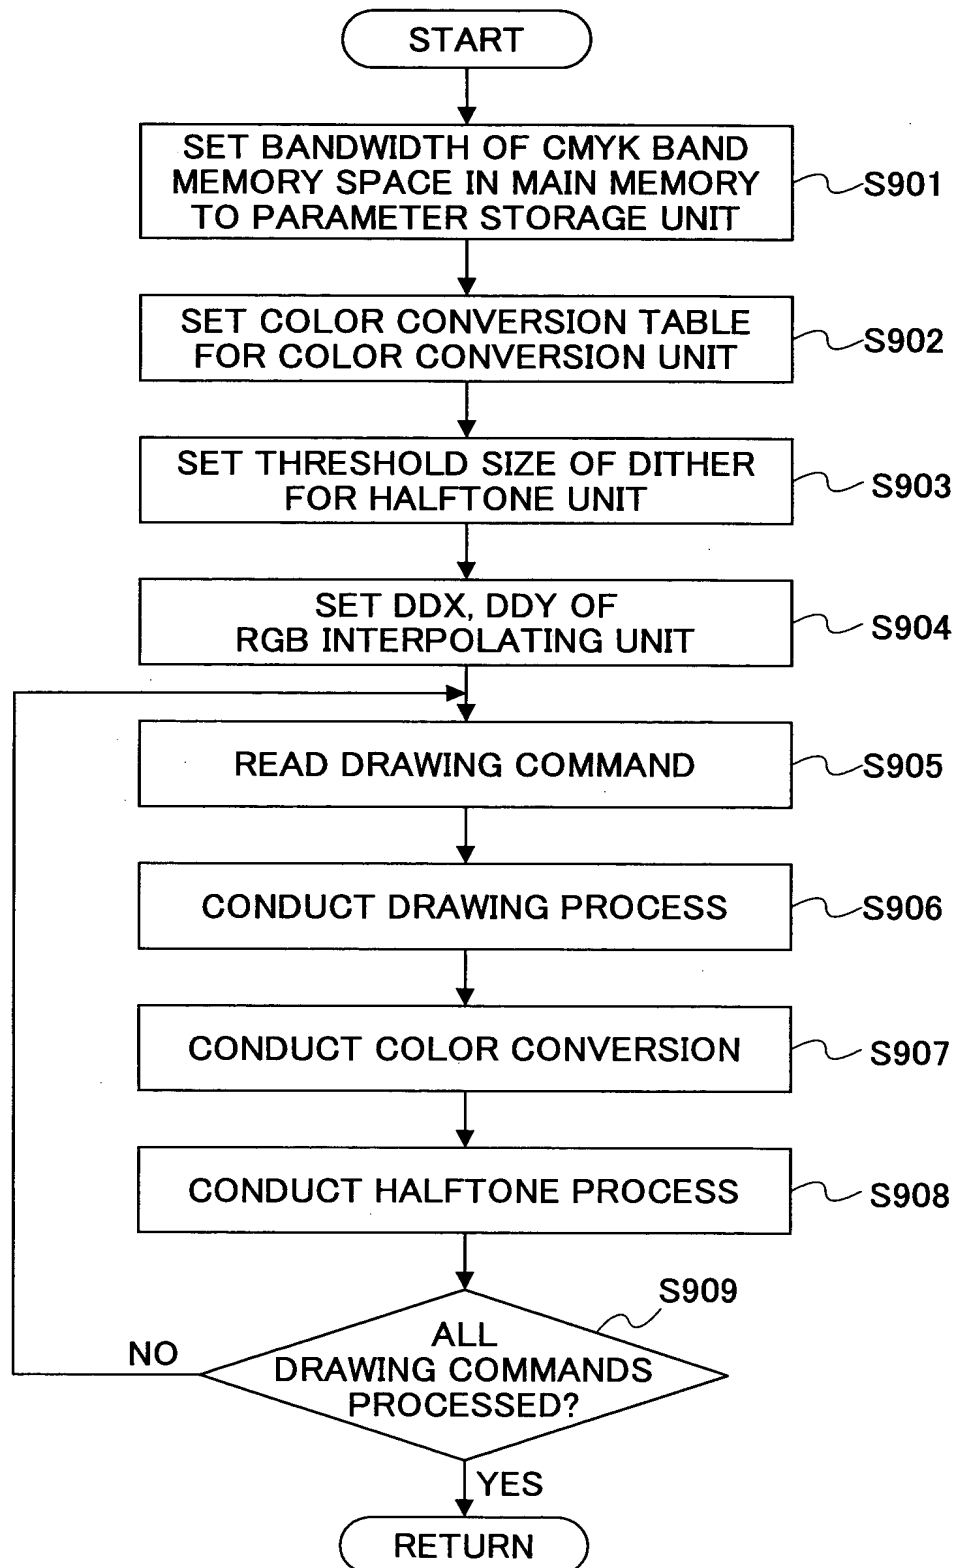 START
SET BANDWIDTH OF CMYK BAND
MEMORY SPACE IN MAIN MEMORY
TO PARAMETER STORAGE UNIT
S901
SET COLOR CONVERSION TABLE
FOR COLOR CONVERSION UNIT
S902
SET THRESHOLD SIZE OF DITHER
FOR HALFTONE UNIT
S903
SET DDX, DDY OF
RGB INTERPOLATING UNIT
S904
READ DRAWING COMMAND
S905
CONDUCT DRAWING PROCESS
S906
CONDUCT COLOR CONVERSION
S907
CONDUCT HALFTONE PROCESS
S908
S909
ALL
DRAWING COMMANDS
PROCESSED?
NO
YES
RETURN